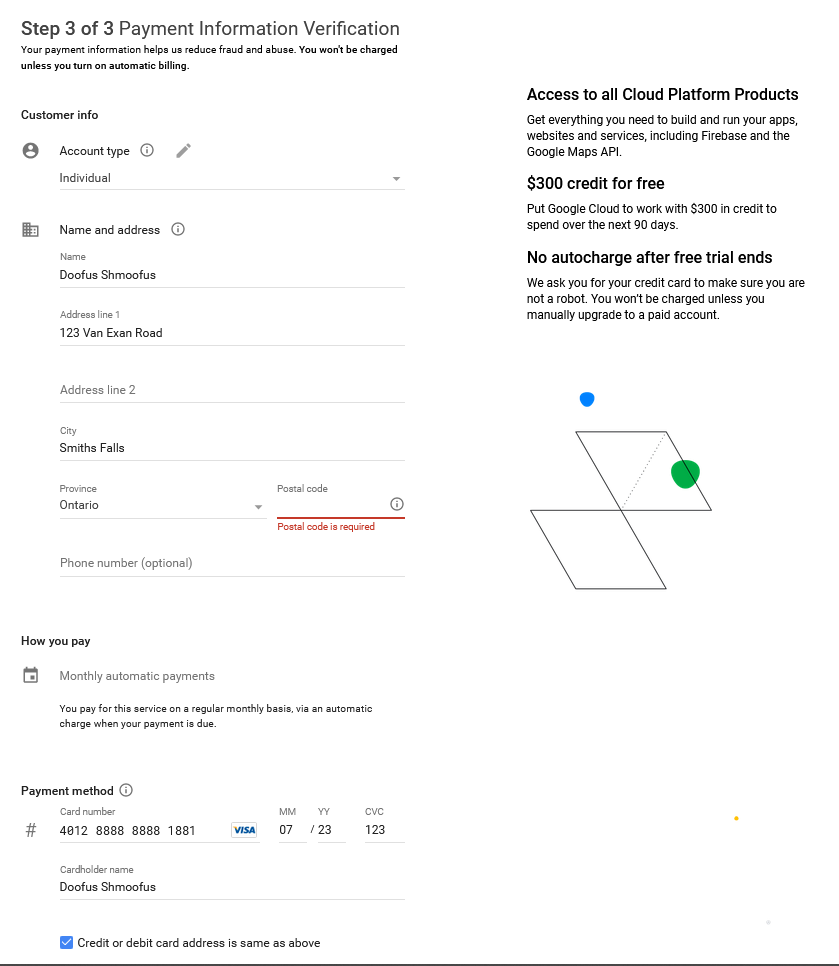 Step 3 of 3 Payment Information Verification
Your payment information helps us reduce fraud and abuse. You won't be charged
unless you turn on automatic billing.
Customer info
Account type
Individual
Name and address
Name
Doofus Shmoofus
Address line 1
123 Van Exan Road
Address line 2
City
Smiths Falls
Province
Ontario
Postal code
Postal code is required
Phone number (optional)
How you pay
Monthly automatic payments
You pay for this service on a regular monthly basis, via an automatic
charge when your payment is due.
Payment method
Card number
MM
YY
CVC
#
4012 8888 8888 1881
VISA
07
/ 23
123
Cardholder name
Doofus Shmoofus
Credit or debit card address is same as above
Access to all Cloud Platform Products
Get everything you need to build and run your apps,
websites and services, including Firebase and the
Google Maps API.
$300 credit for free
Put Google Cloud to work with $300 in credit to
spend over the next 90 days.
No autocharge after free trial ends
We ask you for your credit card to make sure you are
not a robot. You won't be charged unless you
manually upgrade to a paid account.